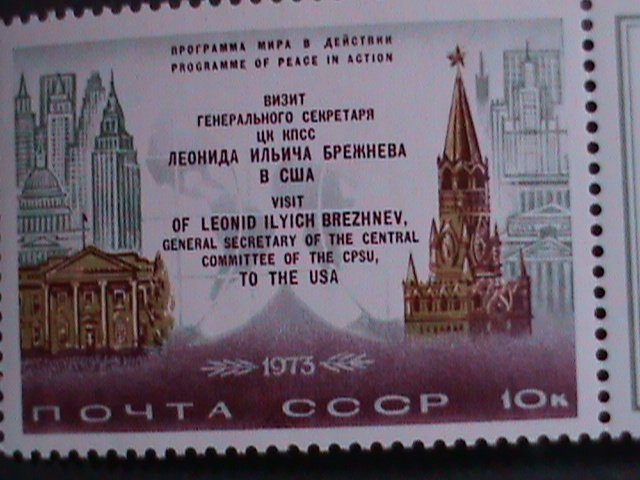 ПРОГРАММА МИРА В ДЕЙСТВИИ
PROGRAMME OF PEACE IN ACTION
ВИЗИТ
ГЕНЕРАЛЬНОГО СЕКРЕТАРЯ
ЦК КПСС
ЛЕОНИДА ИЛЬИЧА БРЕЖНЕВА
В США
VISIT
OF LEONID ILYICH BREZHNEV,
GENERAL SECRETARY OF THE CENTRAL
COMMITTEE OF THE CPSU,
TO THE USA
1973
ПОЧТА СССР 10к